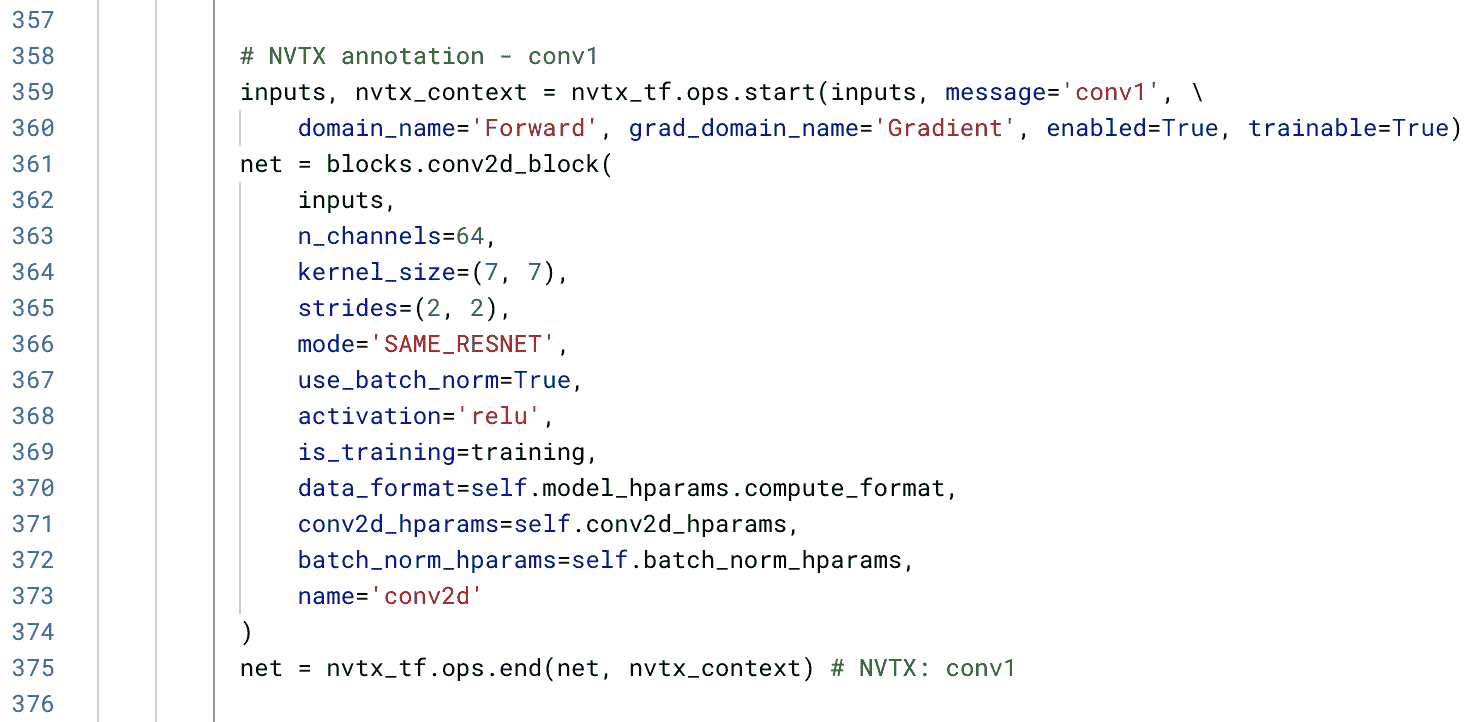 357
358 # NVTX annotation - conv1
359 inputs, nvtx_context = nvtx_tf.ops.start(inputs, message='conv1', \
360     domain_name='Forward', grad_domain_name='Gradient', enabled=True, trainable=True)
361 net = blocks.conv2d_block(
362     inputs,
363     n_channels=64,
364     kernel_size=(7, 7),
365     strides=(2, 2),
366     mode='SAME_RESNET',
367     use_batch_norm=True,
368     activation='relu',
369     is_training=training,
370     data_format=self.model_hparams.compute_format,
371     conv2d_hparams=self.conv2d_hparams,
372     batch_norm_hparams=self.batch_norm_hparams,
373     name='conv2d'
374 )
375 net = nvtx_tf.ops.end(net, nvtx_context) # NVTX: conv1
376